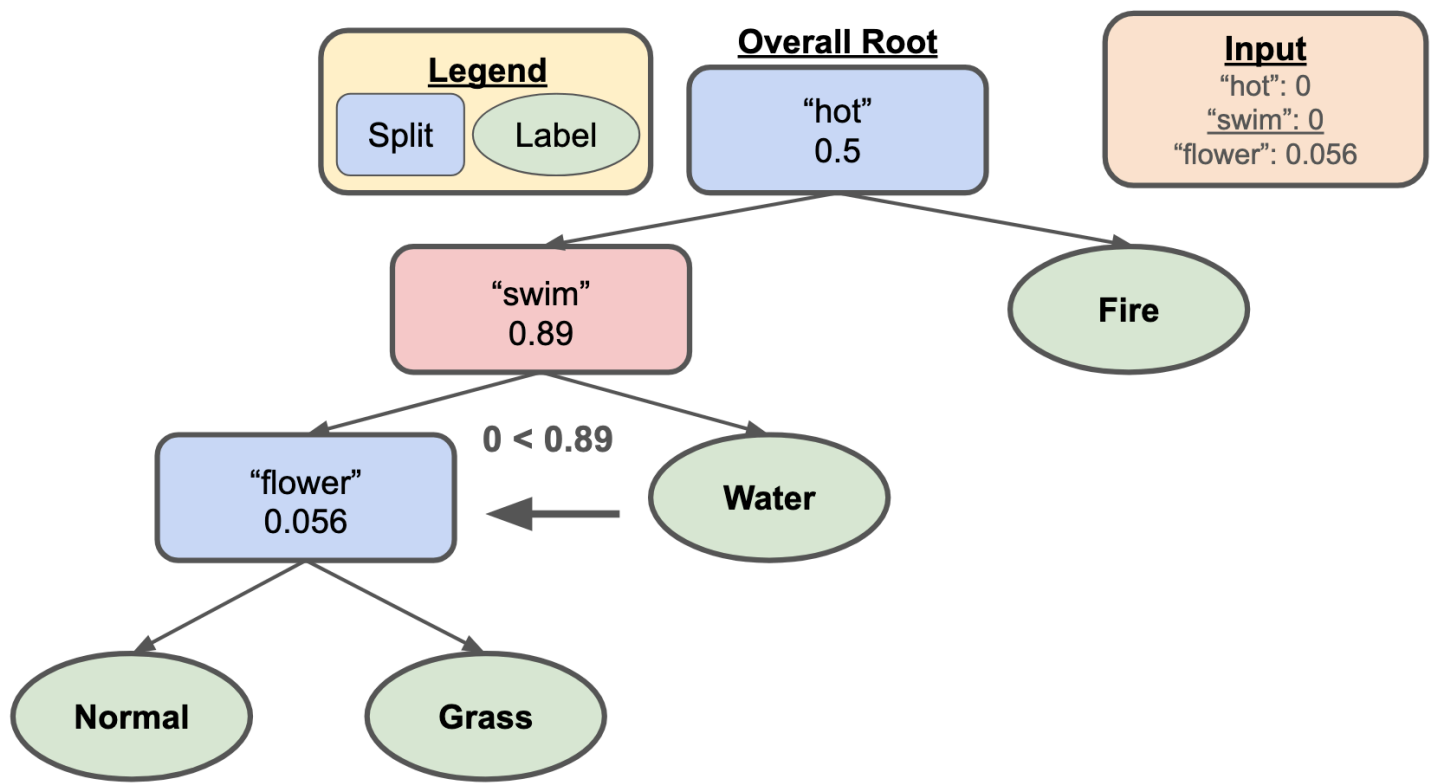 Legend
Split
Label
Overall Root
“hot”
0.5
Input
“hot”: 0
“swim”: 0
“flower”: 0.056
“swim”
0.89
Fire
“flower”
0.056
0 < 0.89
Water
Normal
Grass